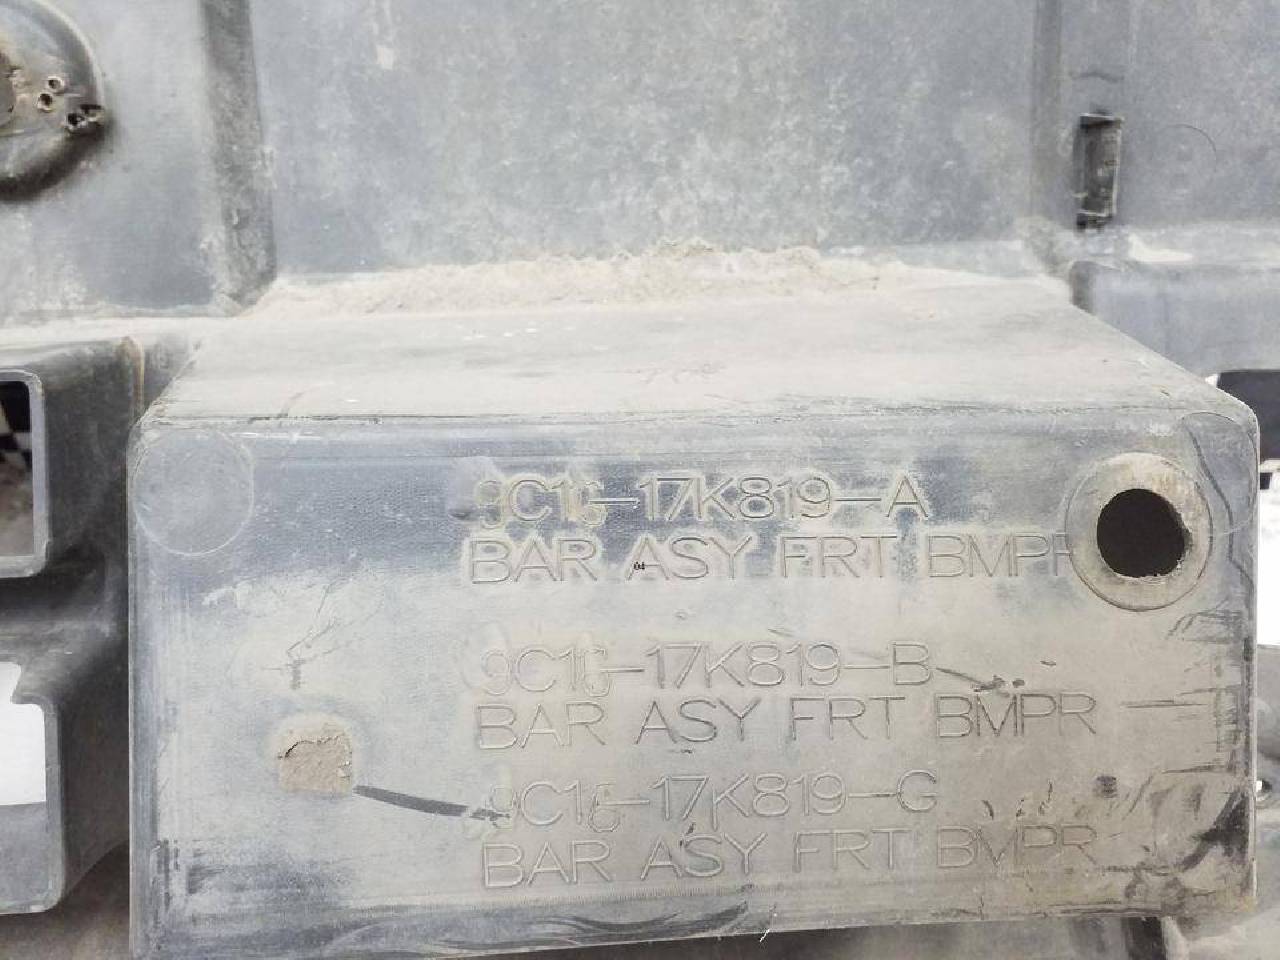 9C16-17K819-A
BAR ASY FRT BMPR
9C16-17K819-B
BAR ASY FRT BMPR
9C16-17K819-G
BAR ASY FRT BMPR